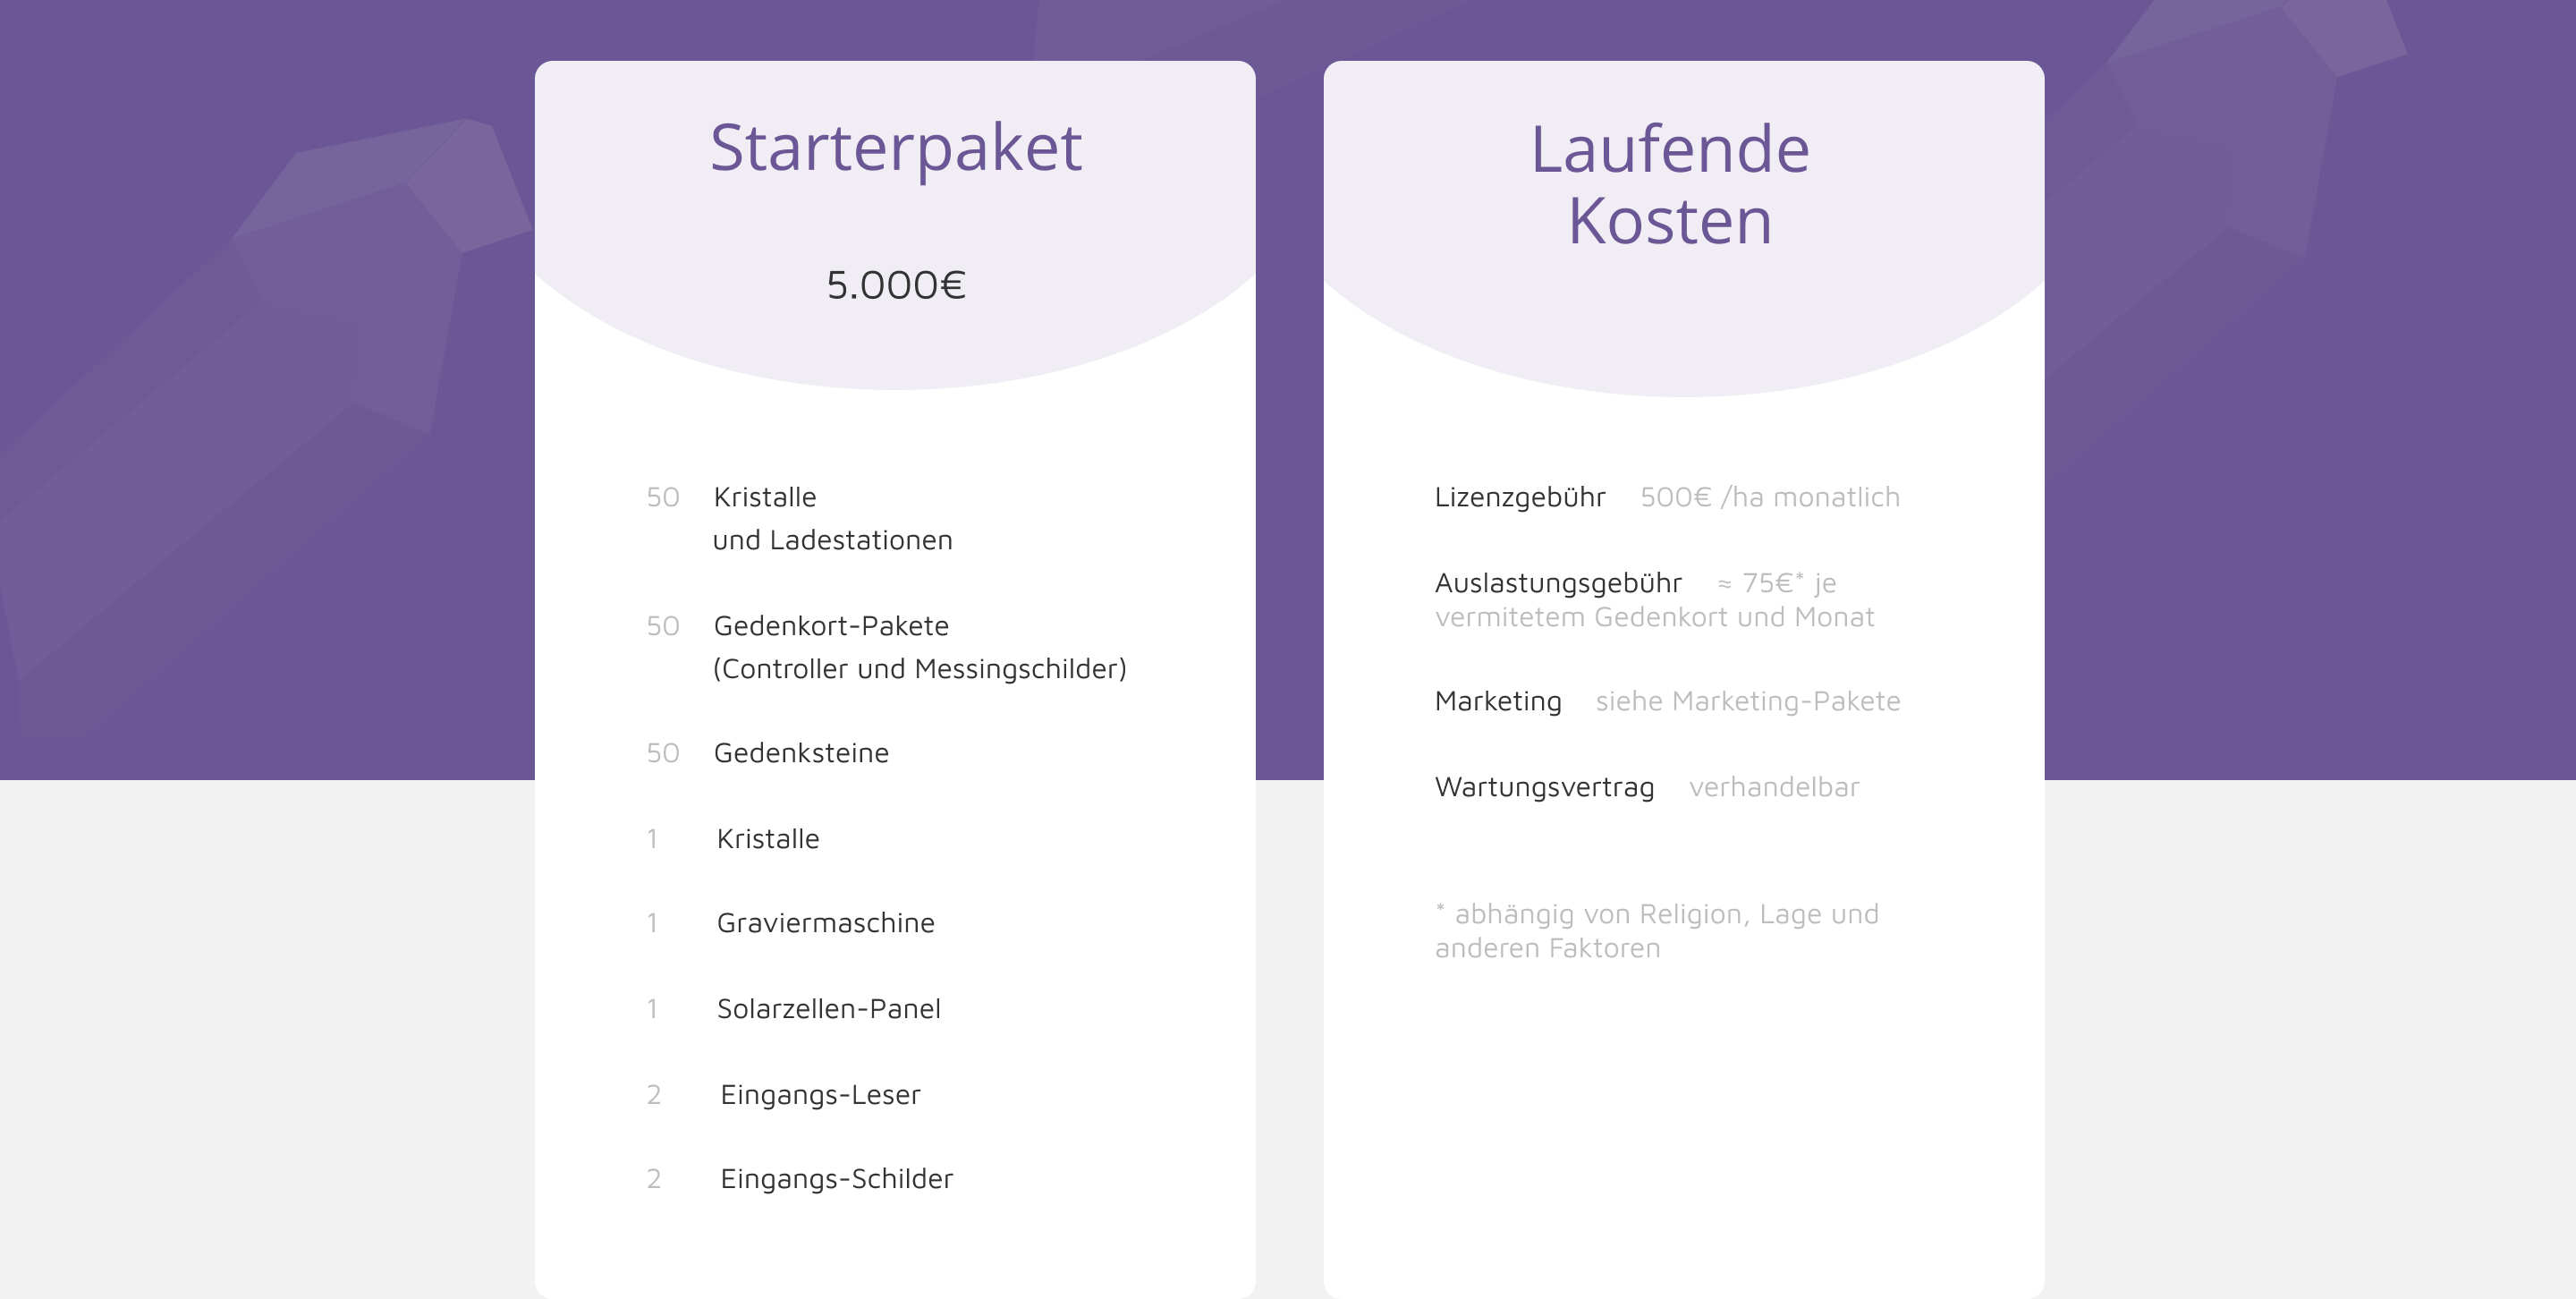 Starterpaket
5.000€
50 Kristalle
und Ladestationen
50 Gedenkort-Pakete
(Controller und Messingschilder)
50 Gedenksteine
1 Kristalle
1 Graviermaschine
1 Solarzellen-Panel
2 Eingangs-Leser
2 Eingangs-Schilder
Laufende
Kosten
Lizenzgebühr 500€ /ha monatlich
Auslastungsgebühr ≈ 75€* je
vermitetem Gedenkort und Monat
Marketing siehe Marketing-Pakete
Wartungsvertrag verhandelbar
* abhängig von Religion, Lage und
anderen Faktoren